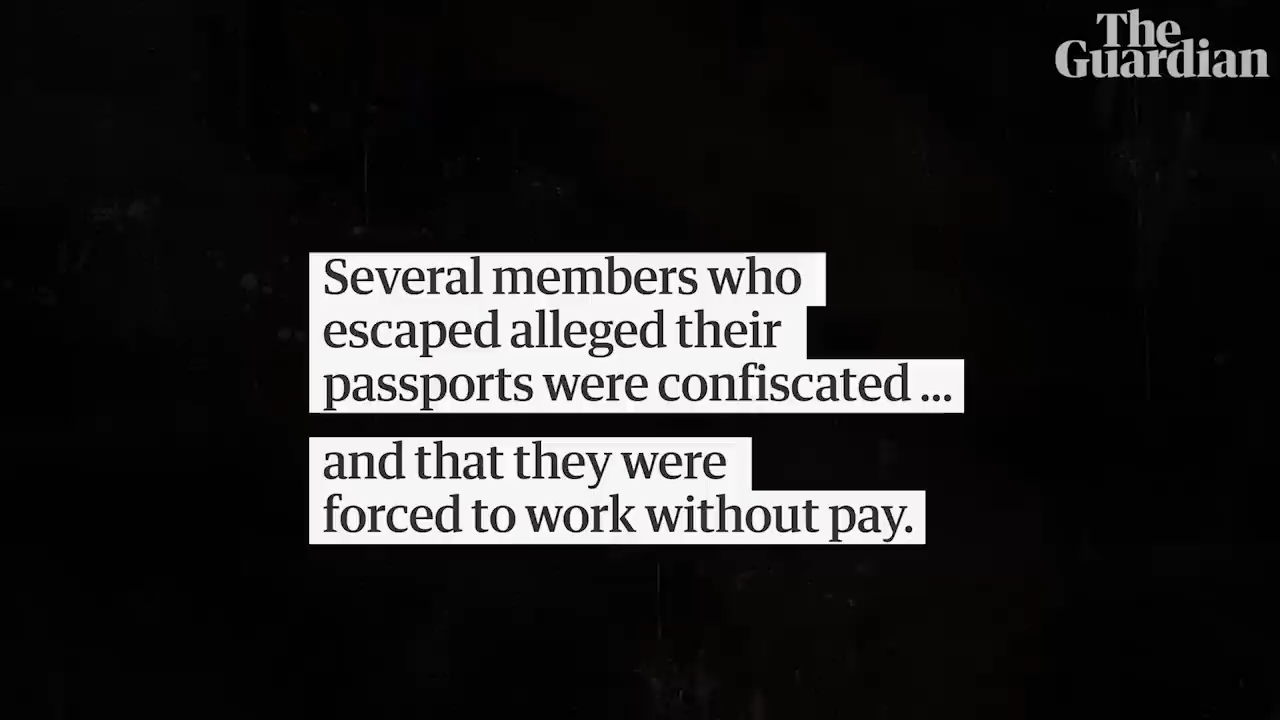 The
Guardian
Several members who
escaped alleged their
passports were confiscated ...
and that they were
forced to work without pay.